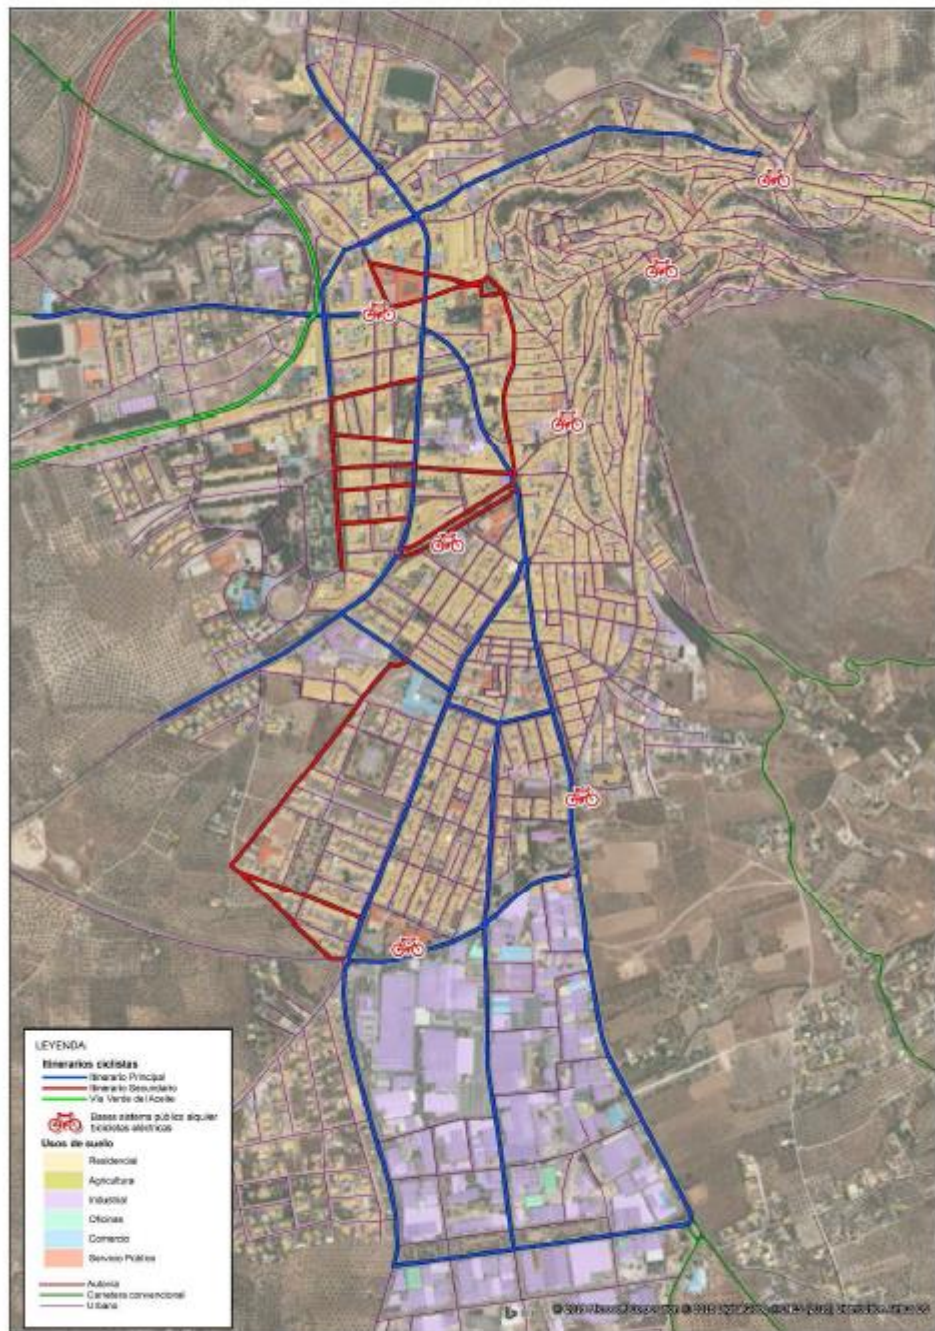 LEYENDA
Itinerarios ciclistas
Itinerario Principal
Itinerario Secundario
Vía Verde del Aceite
Bases sistema público alquiler
bicicletas eléctricas
Usos de suelo
Residencial
Agricultura
Industrial
Oficinas
Comercio
Servicio Público
Autovía
Carretera convencional
Urbana